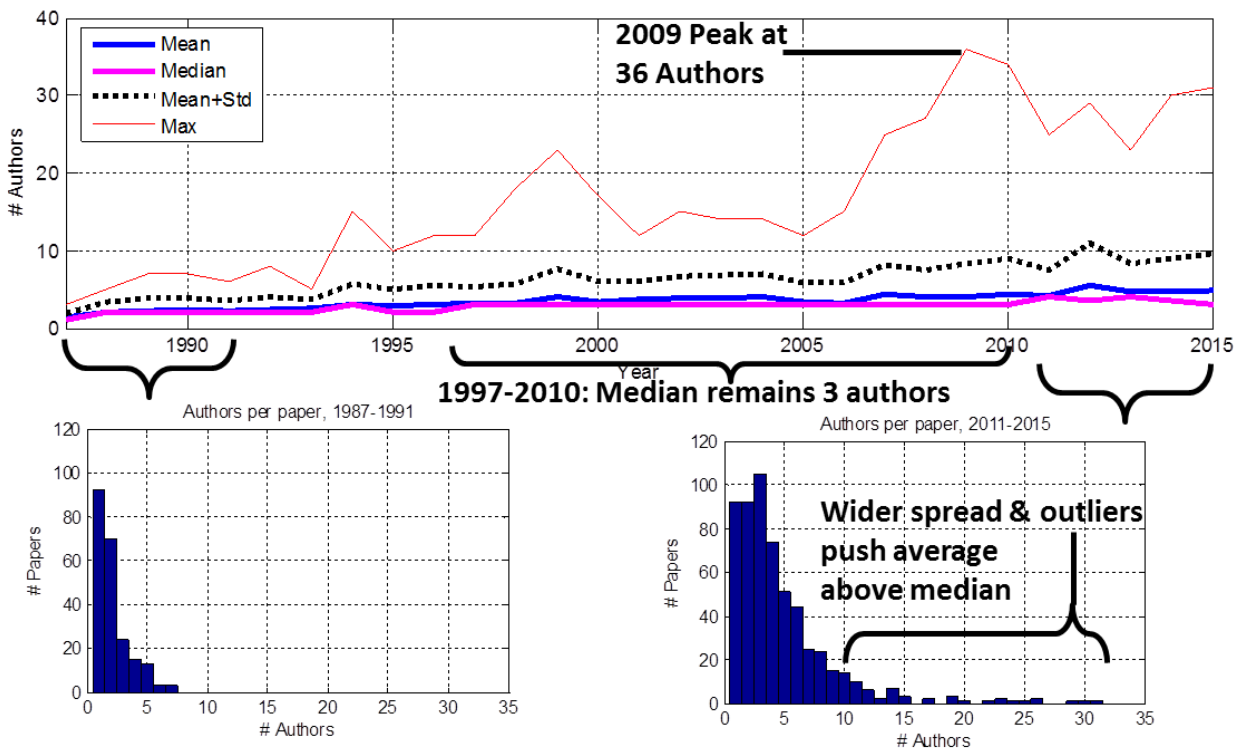 40
30
20
10
0
# Authors
Mean
Median
Mean+Std
Max
2009 Peak at
36 Authors
1990
1995
2000
2005
2010
2015
Year
1997-2010: Median remains 3 authors
Authors per paper, 1987-1991
120
100
80
60
40
20
0
# Papers
0
5
10
15
20
25
30
35
# Authors
Authors per paper, 2011-2015
120
100
80
60
40
20
0
# Papers
Wider spread & outliers
push average
above median
0
5
10
15
20
25
30
35
# Authors